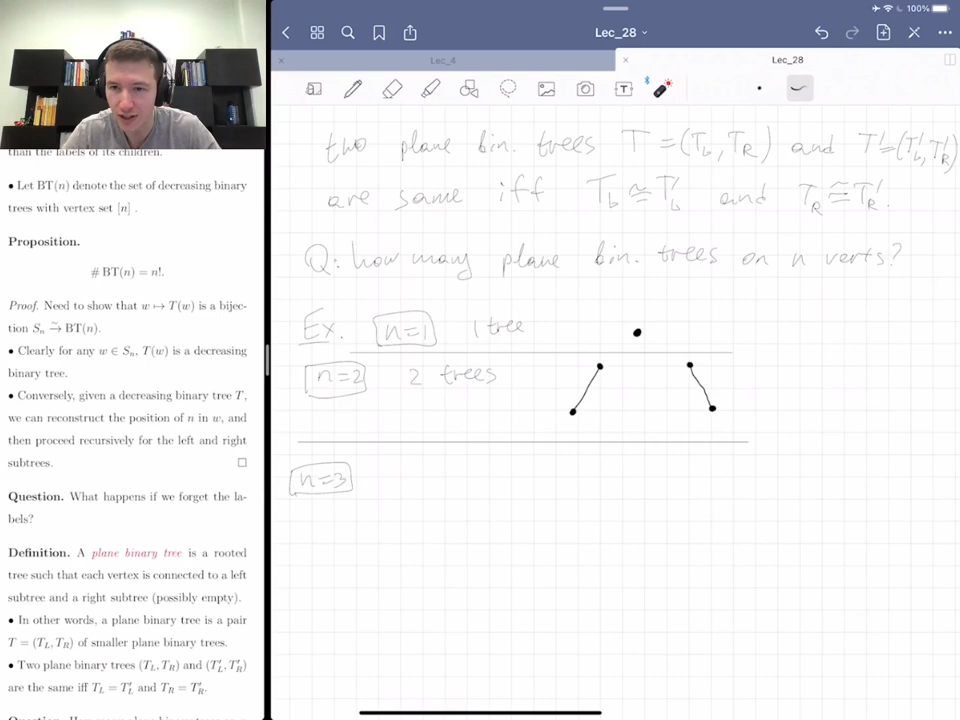 100%
Lec_28
Lec_4
Lec_28
T
than the labels of its children.
• Let BT(n) denote the set of decreasing binary
trees with vertex set [n] .
Proposition.
# BT(n) = n!.
Proof. Need to show that w ↦ T(w) is a bijec-
tion Sₙ ⥲ BT(n).
• Clearly for any w ∈ Sₙ, T(w) is a decreasing
binary tree.
• Conversely, given a decreasing binary tree T,
we can reconstruct the position of n in w, and
then proceed recursively for the left and right
subtrees. □
Question. What happens if we forget the la-
bels?
Definition. A plane binary tree is a rooted
tree such that each vertex is connected to a left
subtree and a right subtree (possibly empty).
• In other words, a plane binary tree is a pair
T = (T_L, T_R) of smaller plane binary trees.
• Two plane binary trees (T_L, T_R) and (T′_L, T′_R)
are the same iff T_L = T′_L and T_R = T′_R.
two plane bin. trees T=(T_L,T_R) and T'=(T'_L,T'_R)
are same iff T_L≅T'_L and T_R≅T'_R.
Q: how many plane bin. trees on n verts?
Ex. n=1 1 tree
n=2 2 trees
n=3